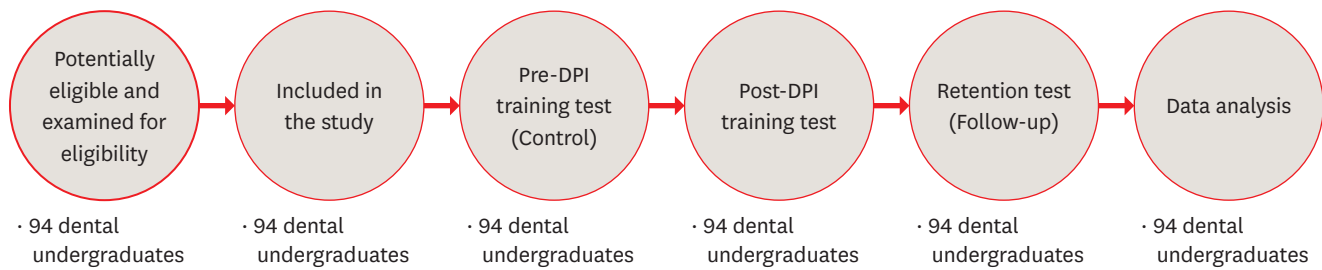 Potentially
eligible and
examined for
eligibility
Included in
the study
Pre-DPI
training test
(Control)
Post-DPI
training test
Retention test
(Follow-up)
Data analysis
· 94 dental
undergraduates
· 94 dental
undergraduates
· 94 dental
undergraduates
· 94 dental
undergraduates
· 94 dental
undergraduates
· 94 dental
undergraduates